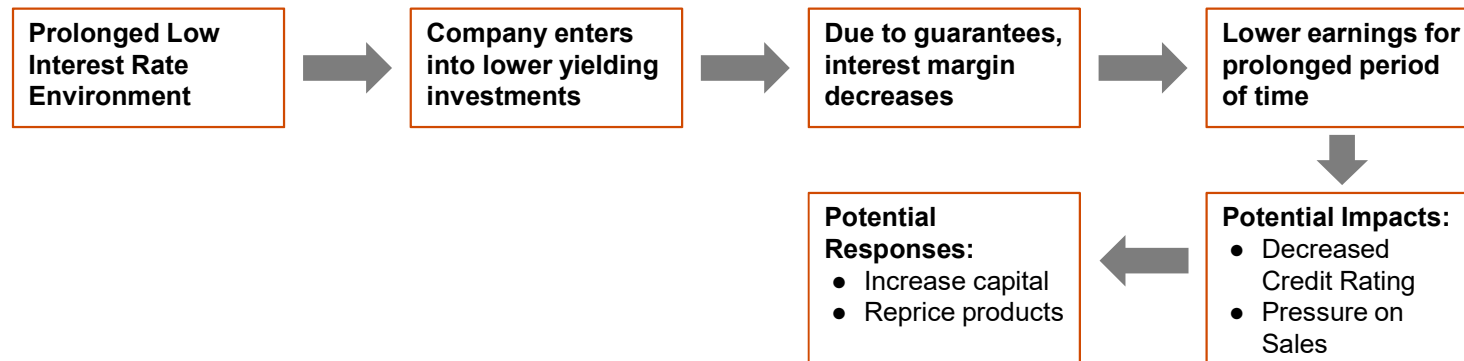 Prolonged Low
Interest Rate
Environment
Company enters
into lower yielding
investments
Due to guarantees,
interest margin
decreases
Lower earnings for
prolonged period
of time
Potential Impacts:
● Decreased
Credit Rating
● Pressure on
Sales
Potential
Responses:
● Increase capital
● Reprice products